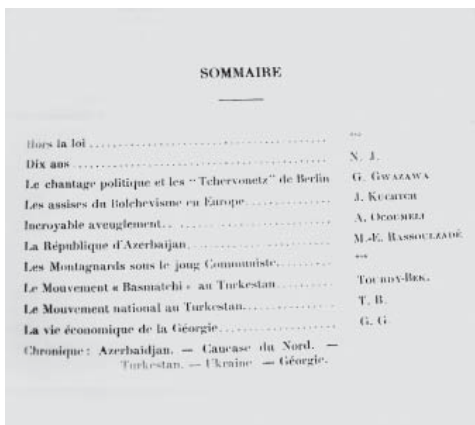 SOMMAIRE
Hors la loi ........................................ ***
Dix ans ........................................ N. J.
Le chantage politique et les "Tchervonetz" de Berlin G. GWAZAWA
Les assises du Bolchevisme en Europe................ J. KUCHICH
Incroyable aveuglement.. ........................... A. OCOUMELI
La République d'Azerbaijan.......................... M.-E. RASSOULZADÉ
Les Montagnards sous le joug Communiste......... ***
Le Mouvement « Basmatchi » au Turkestan............ TOURDY-BEK.
Le Mouvement national au Turkestan................. T. B.
La vie économique de la Géorgie.................... G. G
Chronique : Azerbaidjan. — Caucase du Nord. —
Turkestan. — Ukraine — Géorgie.